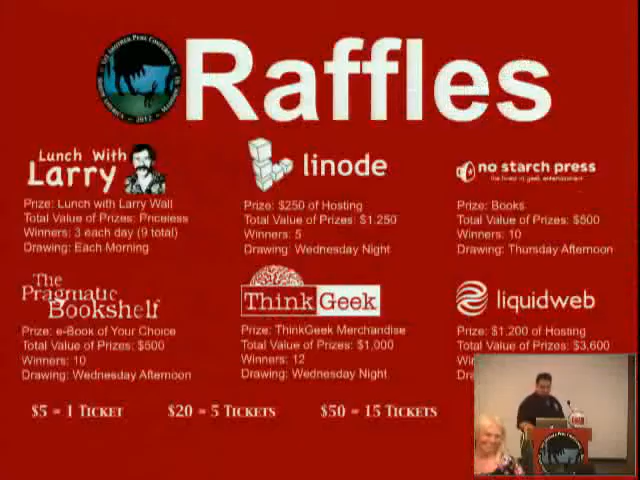 Raffles
Lunch With
Larry
Prize: Lunch with Larry Wall
Total Value of Prizes: Priceless
Winners: 3 each day (9 total)
Drawing: Each Morning
linode
Prize: $250 of Hosting
Total Value of Prizes: $1,250
Winners: 5
Drawing: Wednesday Night
no starch press
the finest in geek entertainment
Prize: Books
Total Value of Prizes: $500
Winners: 10
Drawing: Thursday Afternoon
The
Pragmatic
Bookshelf
Prize: e-Book of Your Choice
Total Value of Prizes: $500
Winners: 10
Drawing: Wednesday Afternoon
ThinkGeek
Prize: ThinkGeek Merchandise
Total Value of Prizes: $1,000
Winners: 12
Drawing: Wednesday Night
liquidweb
Prize: $1,200 of Hosting
Total Value of Prizes: $3,600
$5 = 1 Ticket
$20 = 5 Tickets
$50 = 15 Tickets